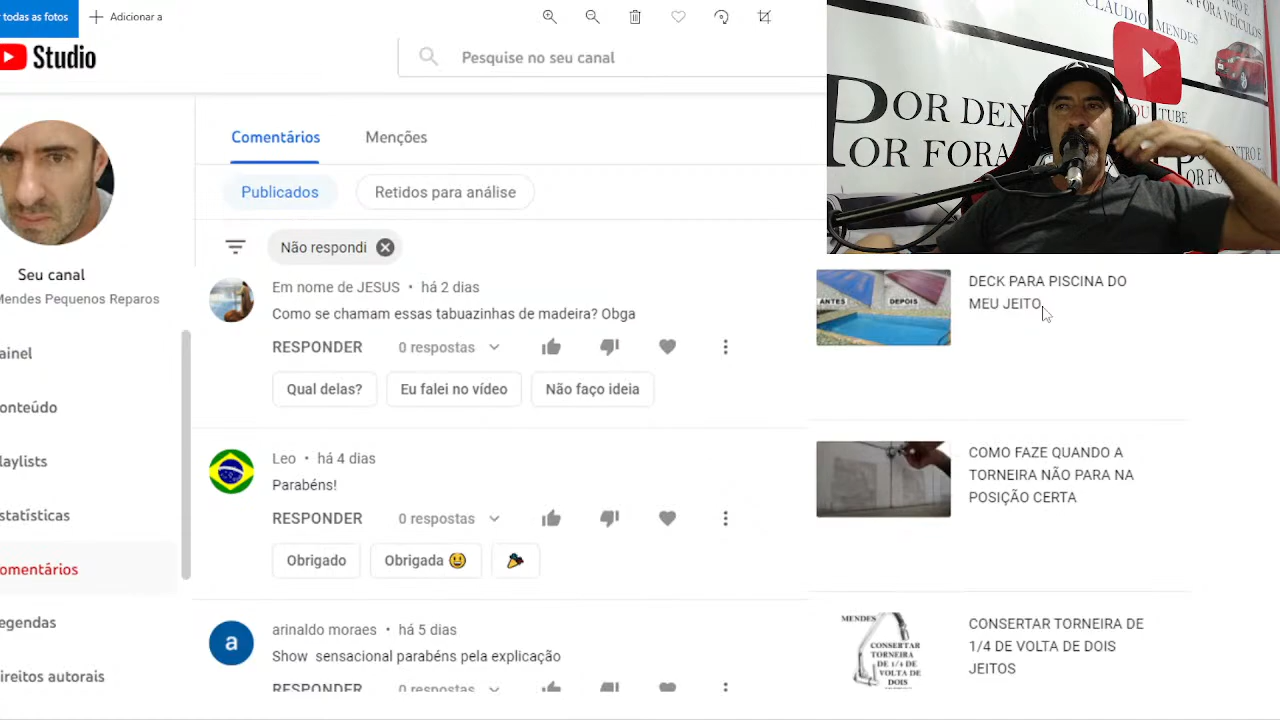 r todas as fotos
Adicionar a
Studio
Pesquise no seu canal
Comentários
Menções
Publicados
Retidos para análise
Não respondi
Seu canal
Mendes Pequenos Reparos
ainel
onteúdo
laylists
statísticas
omentários
egendas
ireitos autorais
Em nome de JESUS • há 2 dias
Como se chamam essas tabuazinhas de madeira? Obga
RESPONDER
0 respostas
Qual delas?
Eu falei no vídeo
Não faço ideia
Leo • há 4 dias
Parabéns!
RESPONDER
0 respostas
Obrigado
Obrigada
a
arinaldo moraes • há 5 dias
Show sensacional parabéns pela explicação
RESPONDER
0 respostas
CLAUDIO MENDES
FORA VEÍCULOS
POR DEN
POR FORA
YOUTUBE
ANTES
DEPOIS
DECK PARA PISCINA DO
MEU JEITO
COMO FAZE QUANDO A
TORNEIRA NÃO PARA NA
POSIÇÃO CERTA
MENDES
CONSERTAR
TORNEIRA
DE 1/4 DE
VOLTA DE
DOIS
CONSERTAR TORNEIRA DE
1/4 DE VOLTA DE DOIS
JEITOS